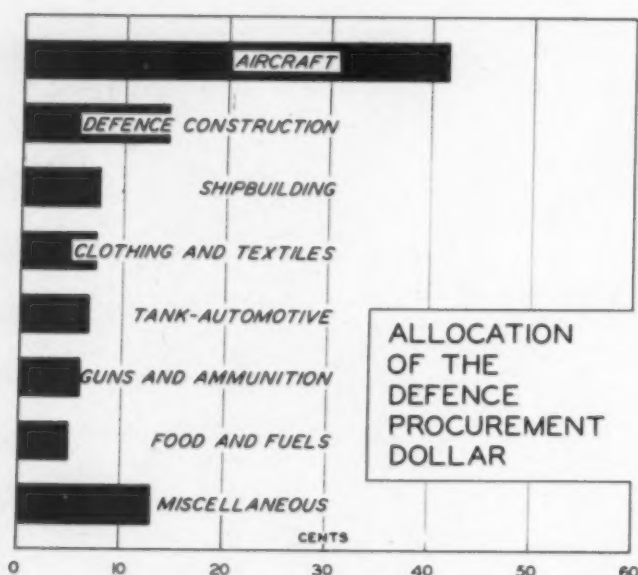 AIRCRAFT
DEFENCE CONSTRUCTION
SHIPBUILDING
CLOTHING AND TEXTILES
TANK-AUTOMOTIVE
GUNS AND AMMUNITION
FOOD AND FUELS
MISCELLANEOUS
ALLOCATION
OF THE
DEFENCE
PROCUREMENT
DOLLAR
CENTS
0 10 20 30 40 50 60